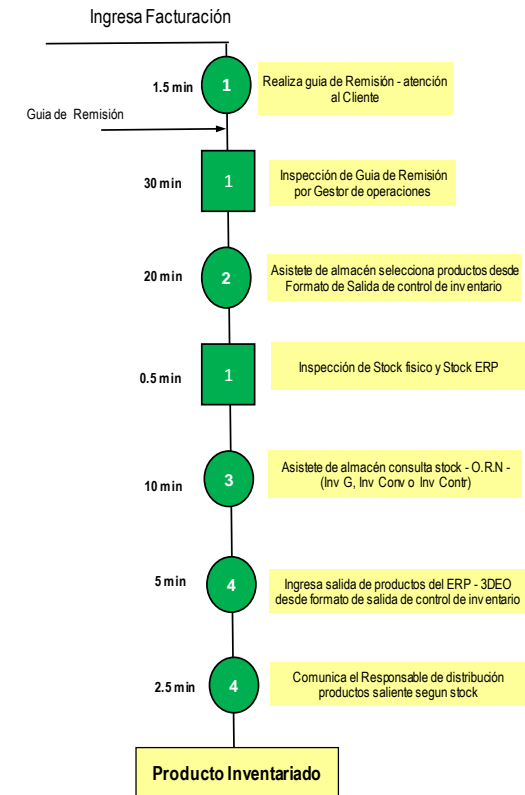 Ingresa Facturación
1.5 min
1
Realiza guia de Remisión - atención
al Cliente
Guia de Remisión
30 min
1
Inspección de Guia de Remisión
por Gestor de operaciones
20 min
2
Asistete de almacén selecciona productos desde
Formato de Salida de control de inventario
0.5 min
1
Inspección de Stock fisico y Stock ERP
10 min
3
Asistete de almacén consulta stock - O.R.N -
(Inv G, Inv Conv o Inv Contr)
5 min
4
Ingresa salida de productos del ERP - 3DEO
desde formato de salida de control de inventario
2.5 min
4
Comunica el Responsable de distribución
productos saliente segun stock
Producto Inventariado